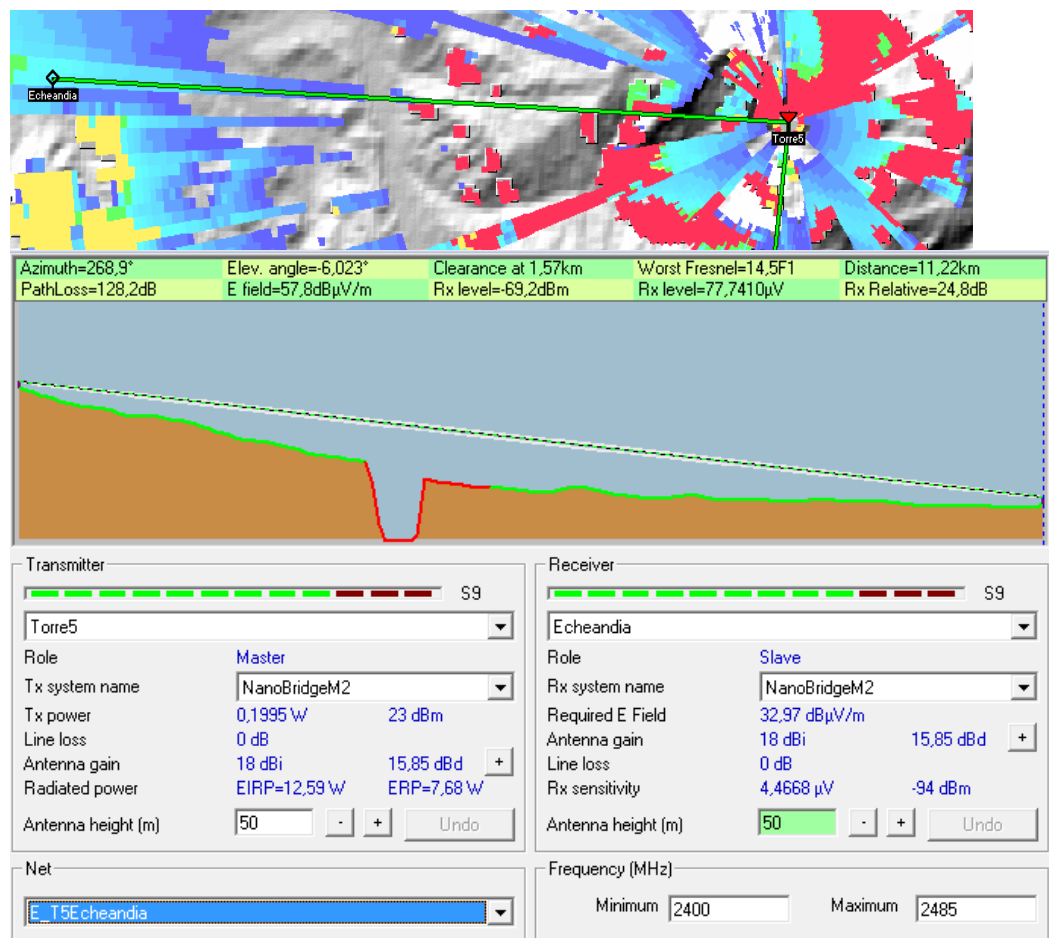 Echeandia
Torre5
Azimuth=268,9° Elev. angle=-6,023° Clearance at 1,57km Worst Fresnel=14,5F1 Distance=11,22km
PathLoss=128,2dB E field=57,8dBµV/m Rx level=-69,2dBm Rx level=77,7410µV Rx Relative=24,8dB
Transmitter
S9
Torre5
Role Master
Tx system name NanoBridgeM2
Tx power 0,1995 W 23 dBm
Line loss 0 dB
Antenna gain 18 dBi 15,85 dBd +
Radiated power EIRP=12,59 W ERP=7,68 W
Antenna height (m) 50 - + Undo
Receiver
S9
Echeandia
Role Slave
Rx system name NanoBridgeM2
Required E Field 32,97 dBµV/m
Antenna gain 18 dBi 15,85 dBd +
Line loss 0 dB
Rx sensitivity 4,4668 µV -94 dBm
Antenna height (m) 50 - + Undo
Net
E_T5Echeandia
Frequency (MHz)
Minimum 2400 Maximum 2485